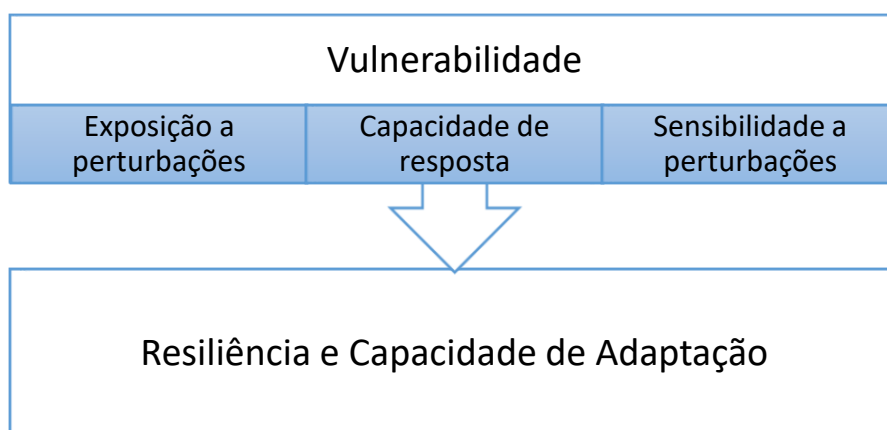 Vulnerabilidade
Exposição a
perturbações
Capacidade de
resposta
Sensibilidade a
perturbações
Resiliência e Capacidade de Adaptação